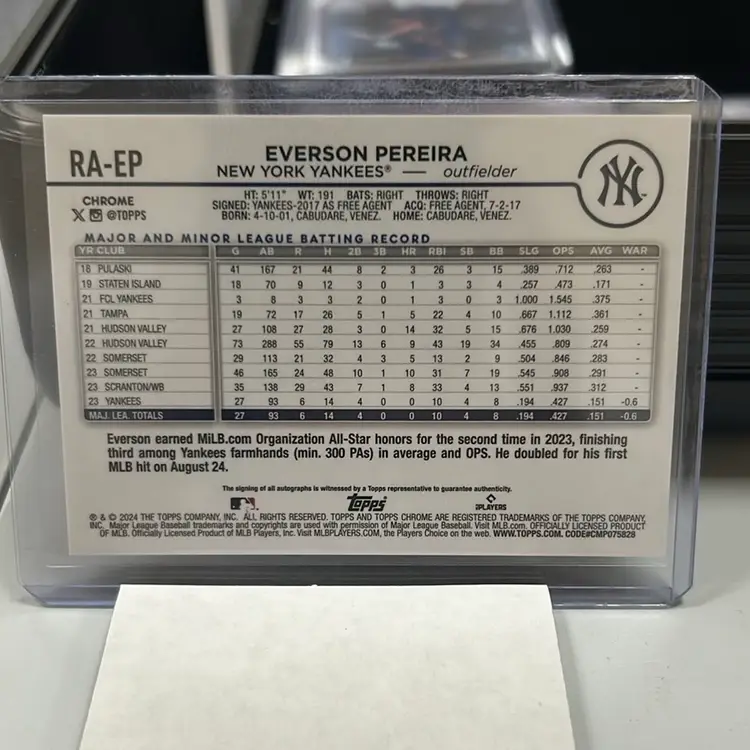 RA-EP
EVERSON PEREIRA
NEW YORK YANKEES® — outfielder
NY
CHROME
X @TOPPS
HT: 5'11" WT: 191 BATS: RIGHT THROWS: RIGHT
SIGNED: YANKEES-2017 AS FREE AGENT ACQ: FREE AGENT, 7-2-17
BORN: 4-10-01, CABUDARE, VENEZ. HOME: CABUDARE, VENEZ.
MAJOR AND MINOR LEAGUE BATTING RECORD
YR CLUB G AB R H 2B 3B HR RBI SB BB SLG OPS AVG WAR
18 PULASKI 41 167 21 44 8 2 3 26 3 15 .389 .712 .263 -
19 STATEN ISLAND 18 70 9 12 3 0 1 3 3 4 .257 .473 .171 -
21 FCL YANKEES 3 8 3 3 2 0 1 3 0 3 1.000 1.545 .375 -
21 TAMPA 19 72 17 26 5 1 5 22 4 10 .667 1.112 .361 -
21 HUDSON VALLEY 27 108 27 28 3 0 14 32 5 15 .676 1.030 .259 -
22 HUDSON VALLEY 73 288 55 79 13 6 9 43 19 34 .455 .809 .274 -
22 SOMERSET 29 113 21 32 4 3 5 13 2 9 .504 .846 .283 -
23 SOMERSET 46 165 24 48 10 1 10 31 7 19 .545 .908 .291 -
23 SCRANTON/WB 35 138 29 43 7 1 8 33 4 13 .551 .937 .312 -
23 YANKEES 27 93 6 14 4 0 0 10 4 8 .194 .427 .151 -0.6
MAJ. LEA. TOTALS 27 93 6 14 4 0 0 10 4 8 .194 .427 .151 -0.6
Everson earned MiLB.com Organization All-Star honors for the second time in 2023, finishing
third among Yankees farmhands (min. 300 PAs) in average and OPS. He doubled for his first
MLB hit on August 24.
The signing of all autographs is witnessed by a Topps representative to guarantee authenticity.
Topps
PLAYERS
℗ & © 2024 THE TOPPS COMPANY, INC. ALL RIGHTS RESERVED. TOPPS AND TOPPS CHROME ARE REGISTERED TRADEMARKS OF THE TOPPS COMPANY,
INC. Major League Baseball trademarks and copyrights are used with permission of Major League Baseball. Visit MLB.com. OFFICIALLY LICENSED PRODUCT
OF MLB. Officially Licensed Product of MLB Players, Inc. Visit MLBPLAYERS.COM, the Players Choice on the web. WWW.TOPPS.COM. CODE#CMP075828